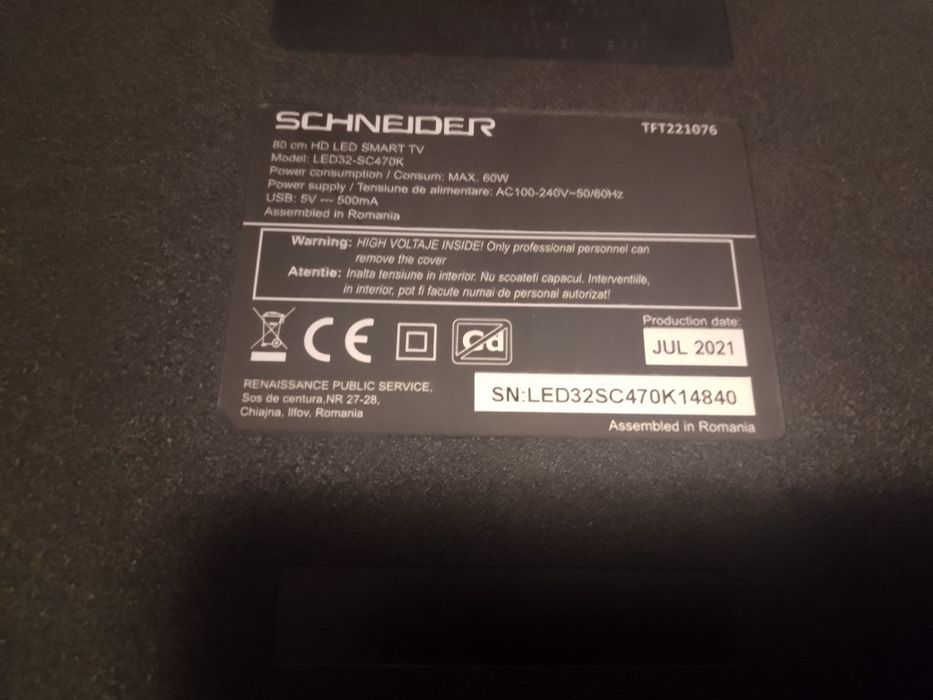 SCHNEIDER
TFT221076
80 cm HD LED SMART TV
Model: LED32-SC470K
Power consumption / Consum: MAX. 60W
Power supply / Tensiune de alimentare: AC100-240V~50/60Hz
USB: 5V --- 500mA
Assembled in Romania
Warning: HIGH VOLTAJE INSIDE! Only professional personnel can
remove the cover
Atentie: Inalta tensiune in interior. Nu scoateti capacul. Interventiile,
in interior, pot fi facute numai de personal autorizat!
CE
Cd
Production date:
JUL 2021
RENAISSANCE PUBLIC SERVICE,
Sos de centura,NR 27-28,
Chiajna, Ilfov, Romania
SN:LED32SC470K14840
Assembled in Romania